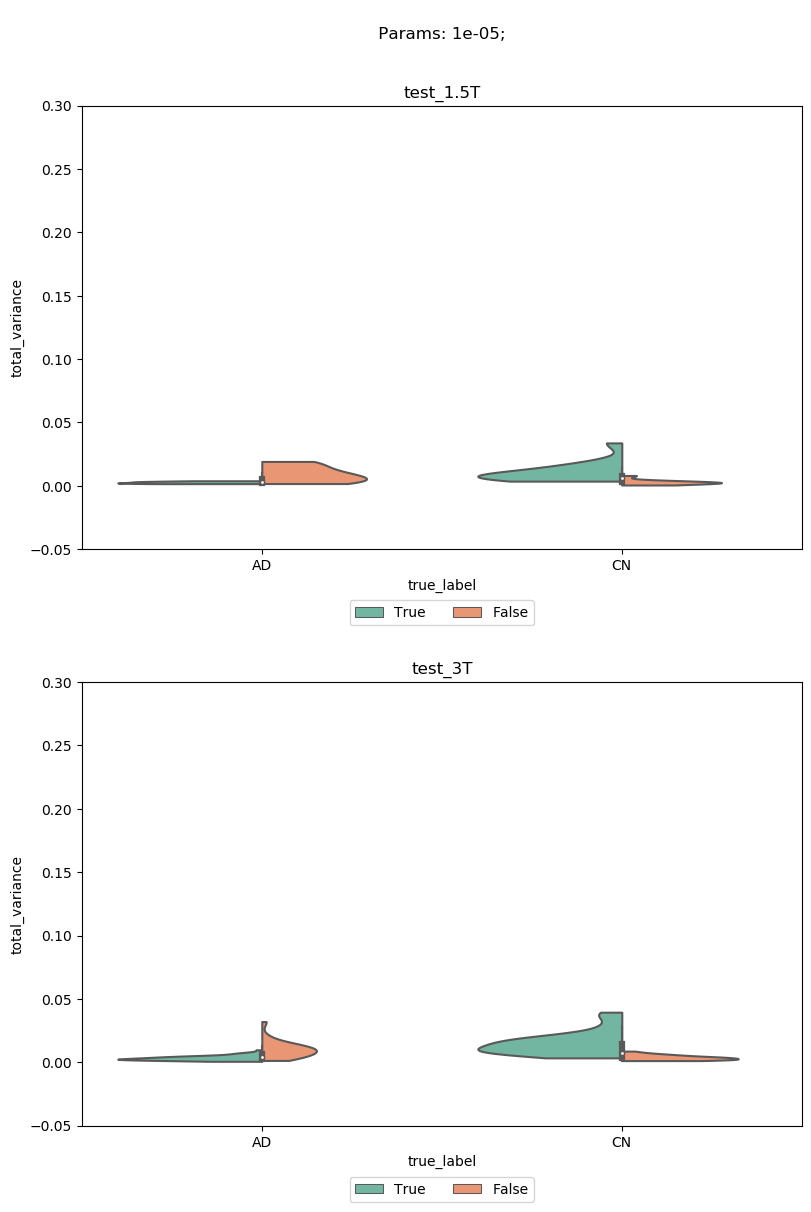 Params: 1e-05;
test_1.5T
0.30
0.25
0.20
0.15
0.10
0.05
0.00
−0.05
total_variance
AD CN
true_label
True False
test_3T
0.30
0.25
0.20
0.15
0.10
0.05
0.00
−0.05
total_variance
AD CN
true_label
True False